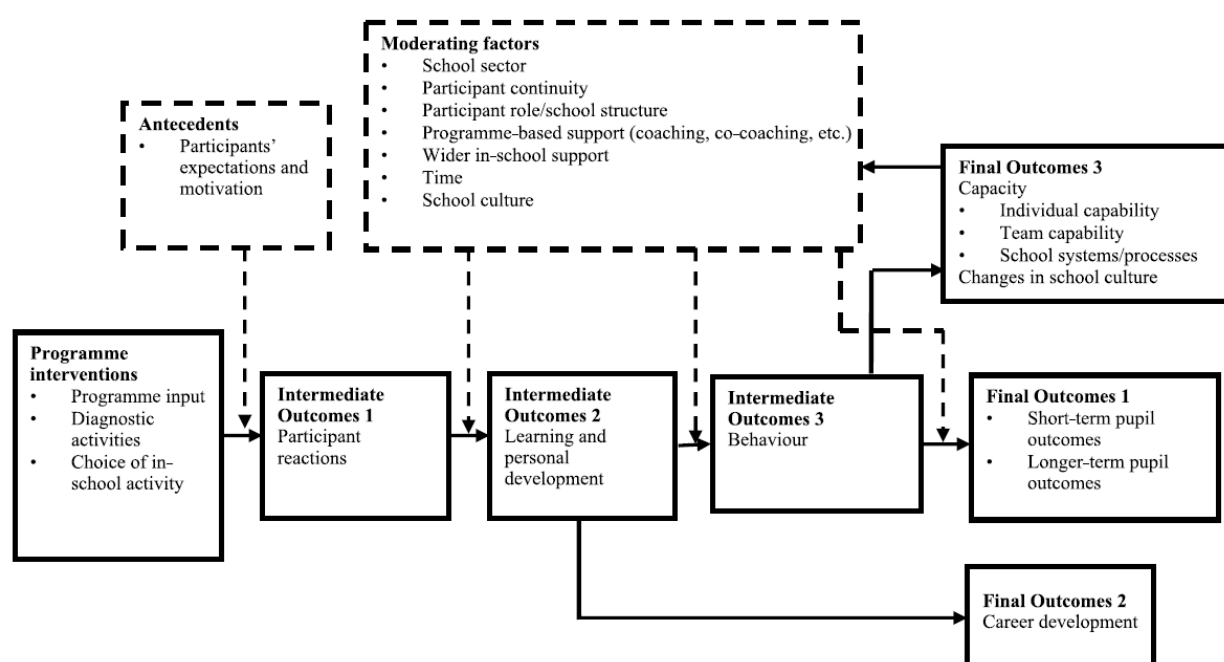 Moderating factors
• School sector
• Participant continuity
• Participant role/school structure
• Programme-based support (coaching, co-coaching, etc.)
• Wider in-school support
• Time
• School culture
Antecedents
• Participants’
expectations and
motivation
Final Outcomes 3
Capacity
• Individual capability
• Team capability
• School systems/processes
Changes in school culture
Programme
interventions
• Programme input
• Diagnostic
activities
• Choice of in-
school activity
Intermediate
Outcomes 1
Participant
reactions
Intermediate
Outcomes 2
Learning and
personal
development
Intermediate
Outcomes 3
Behaviour
Final Outcomes 1
• Short-term pupil
outcomes
• Longer-term pupil
outcomes
Final Outcomes 2
Career development